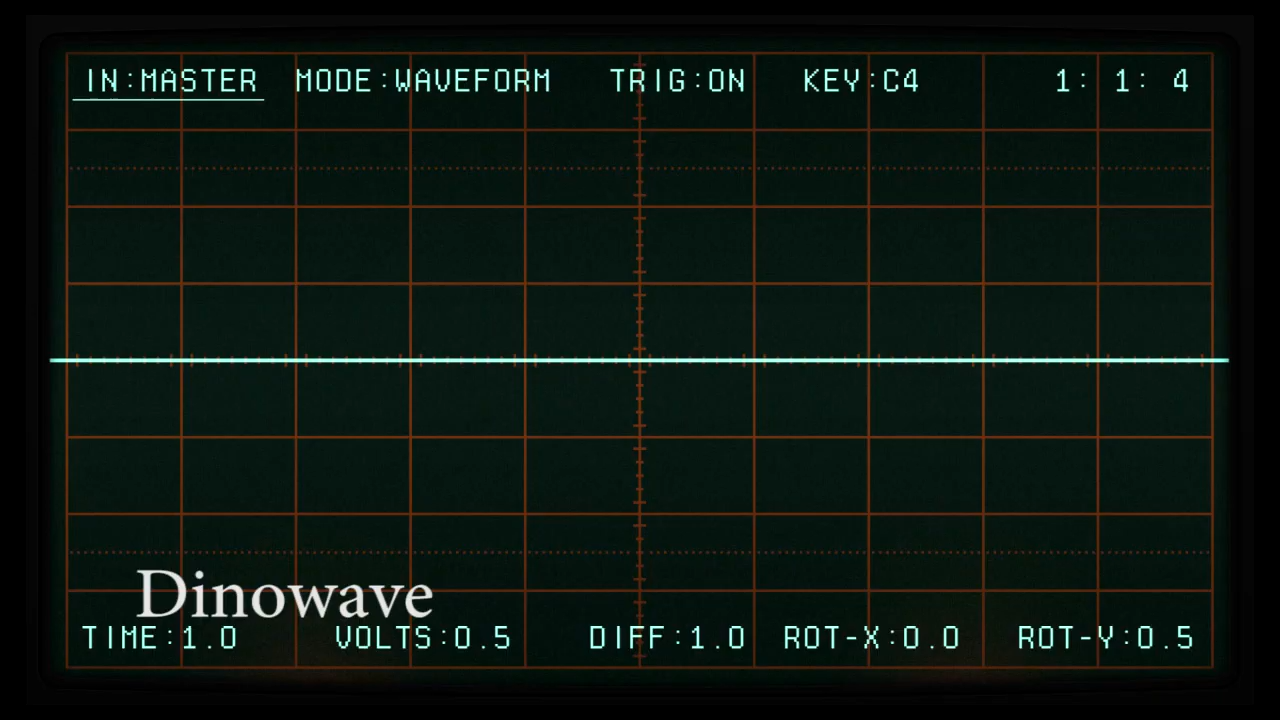 IN:MASTER MODE:WAVEFORM TRIG:ON KEY:C4 1: 1: 4
Dinowave
TIME:1.0 VOLTS:0.5 DIFF:1.0 ROT-X:0.0 ROT-Y:0.5